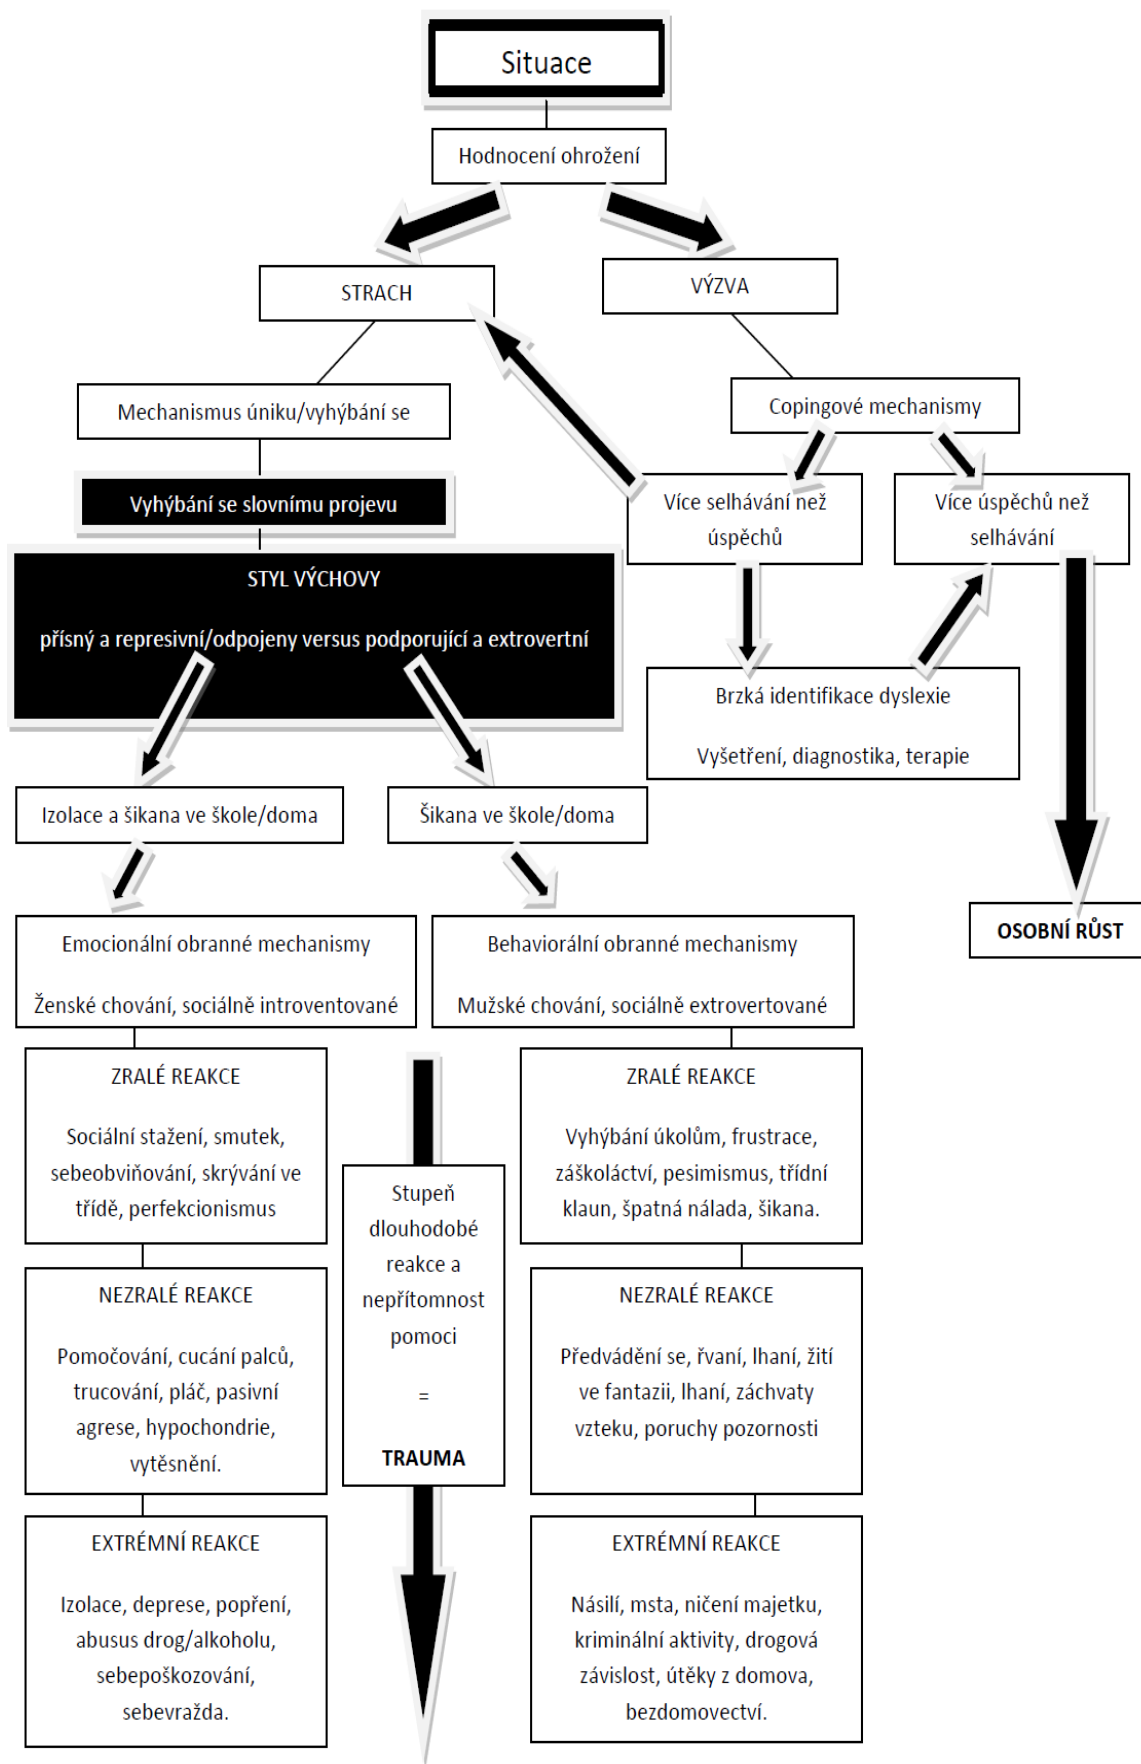 Situace
Hodnocení ohrožení
STRACH
VÝZVA
Mechanismus úniku/vyhýbání se
Copingové mechanismy
Vyhýbání se slovnímu projevu
Více selhávání než
úspěchů
Více úspěchů než
selhávání
STYL VÝCHOVY
přísný a represivní/odpojeny versus podporující a extrovertní
Brzká identifikace dyslexie
Vyšetření, diagnostika, terapie
Izolace a šikana ve škole/doma
Šikana ve škole/doma
OSOBNÍ RŮST
Emocionální obranné mechanismy
Ženské chování, sociálně introventované
Behaviorální obranné mechanismy
Mužské chování, sociálně extrovertované
ZRALÉ REAKCE
Sociální stažení, smutek,
sebeobviňování, skrývání ve
třídě, perfekcionismus
ZRALÉ REAKCE
Vyhýbání úkolům, frustrace,
záškoláctví, pesimismus, třídní
klaun, špatná nálada, šikana.
Stupeň
dlouhodobé
reakce a
nepřítomnost
pomoci
=
TRAUMA
NEZRALÉ REAKCE
Pomočování, cucání palců,
trucování, pláč, pasivní
agrese, hypochondrie,
vytěsnění.
NEZRALÉ REAKCE
Předvádění se, řvaní, lhaní, žití
ve fantazii, lhaní, záchvaty
vzteku, poruchy pozornosti
EXTRÉMNÍ REAKCE
Izolace, deprese, popření,
abusus drog/alkoholu,
sebepoškozování,
sebevražda.
EXTRÉMNÍ REAKCE
Násilí, msta, ničení majetku,
kriminální aktivity, drogová
závislost, útěky z domova,
bezdomovectví.